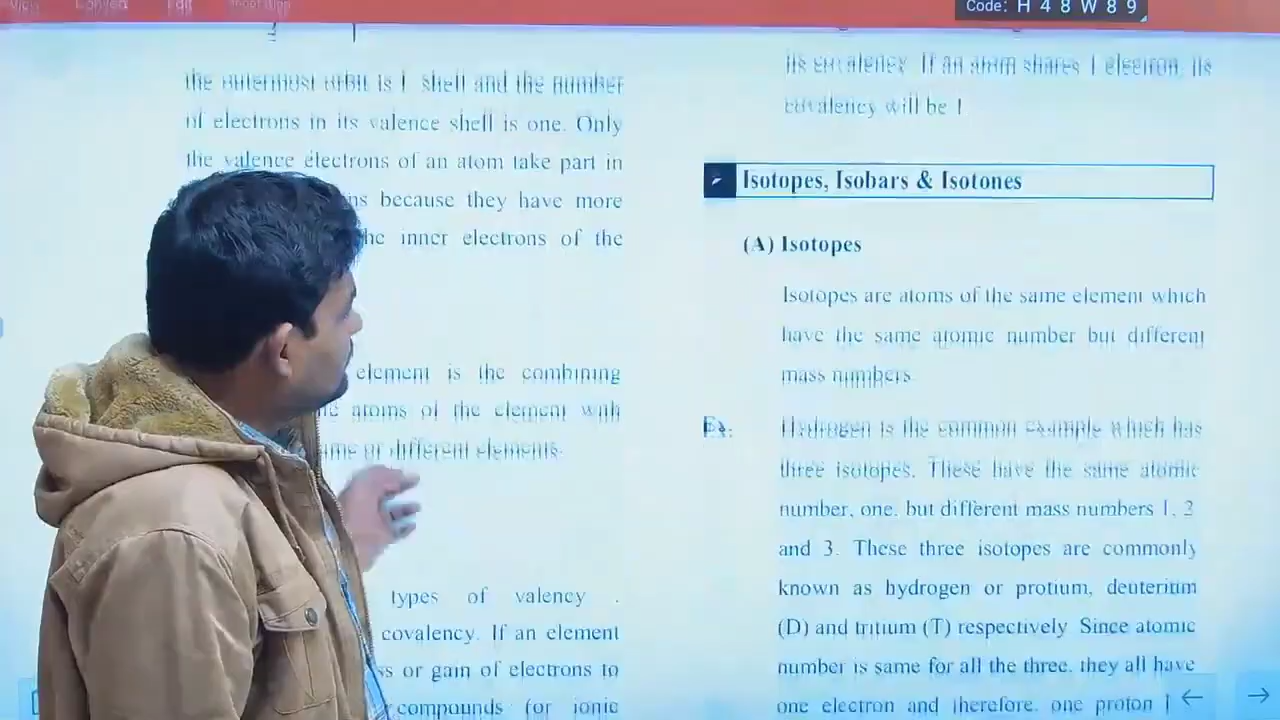 View Convert Edit
Code: H 4 8 W 8 9
the outermost orbit is L shell and the number
of electrons in its valence shell is one. Only
the valence electrons of an atom take part in
ns because they have more
he inner electrons of the
element is the combining
atoms of the element with
me or different elements.
types of valency .
covalency. If an element
ss or gain of electrons to
compounds for ionic
its covalency. If an atom shares 1 electron, its
covalency will be 1.
Isotopes, Isobars & Isotones
(A) Isotopes
Isotopes are atoms of the same element which
have the same atomic number but different
mass numbers.
Ex. Hydrogen is the common example which has
three isotopes. These have the same atomic
number, one, but different mass numbers 1, 2
and 3. These three isotopes are commonly
known as hydrogen or protium, deuterium
(D) and tritium (T) respectively. Since atomic
number is same for all the three, they all have
one electron and therefore, one proton